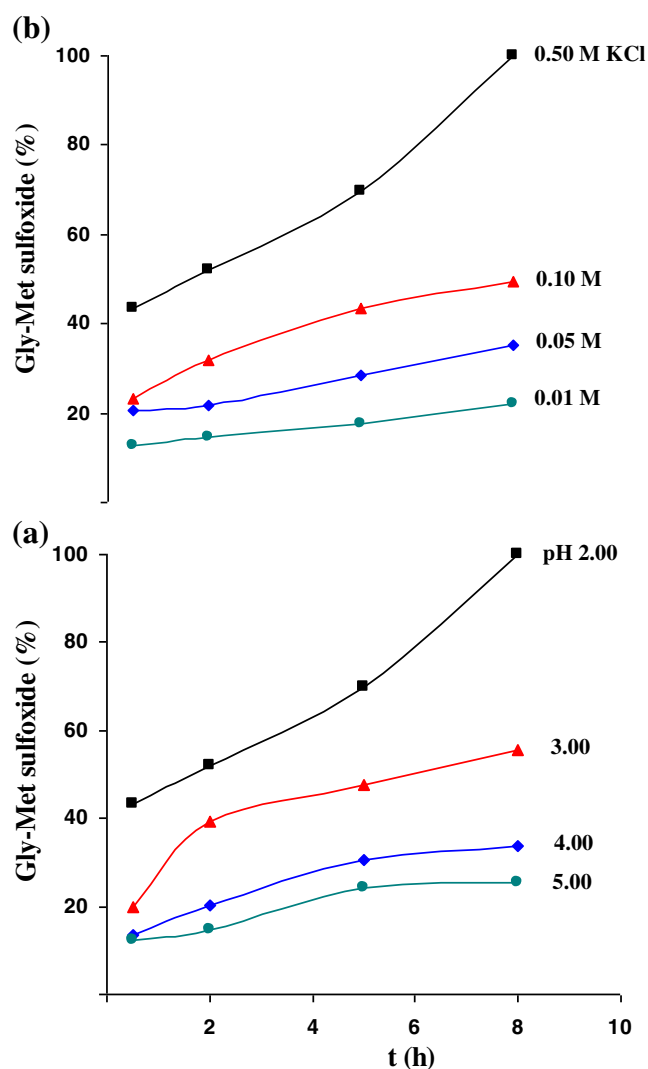 (b)
Gly-Met sulfoxide (%)
100
80
60
40
20
0.50 M KCl
0.10 M
0.05 M
0.01 M
(a)
Gly-Met sulfoxide (%)
100
80
60
40
20
pH 2.00
3.00
4.00
5.00
2 4 6 8 10
t (h)